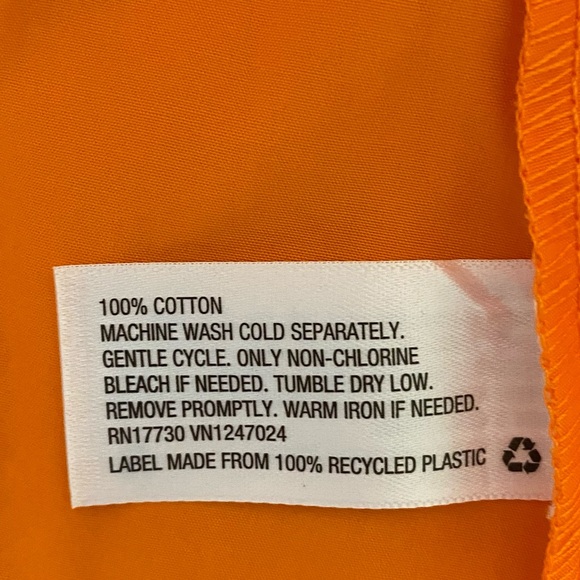 100% COTTON
MACHINE WASH COLD SEPARATELY.
GENTLE CYCLE. ONLY NON-CHLORINE
BLEACH IF NEEDED. TUMBLE DRY LOW.
REMOVE PROMPTLY. WARM IRON IF NEEDED.
RN17730 VN1247024
LABEL MADE FROM 100% RECYCLED PLASTIC